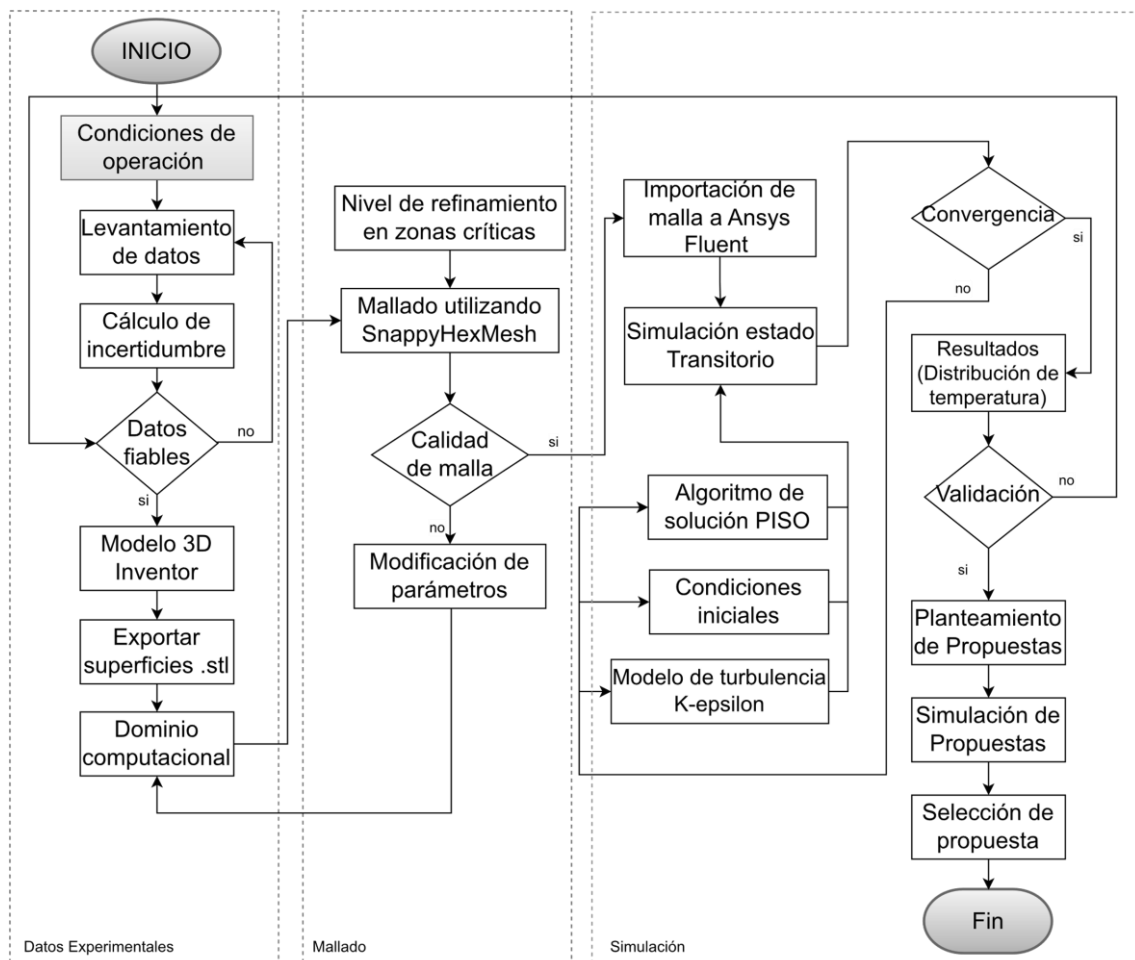 INICIO
Condiciones de
operación
Levantamiento
de datos
Cálculo de
incertidumbre
Datos
fiables
no
si
Modelo 3D
Inventor
Exportar
superficies .stl
Dominio
computacional
Datos Experimentales
Nivel de refinamiento
en zonas críticas
Mallado utilizando
SnappyHexMesh
Calidad
de malla
si
no
Modificación de
parámetros
Mallado
Importación de
malla a Ansys
Fluent
Simulación estado
Transitorio
Algoritmo de
solución PISO
Condiciones
iniciales
Modelo de turbulencia
K-epsilon
Convergencia
si
no
Resultados
(Distribución de
temperatura)
Validación
no
si
Planteamiento
de Propuestas
Simulación de
Propuestas
Selección de
propuesta
Fin
Simulación